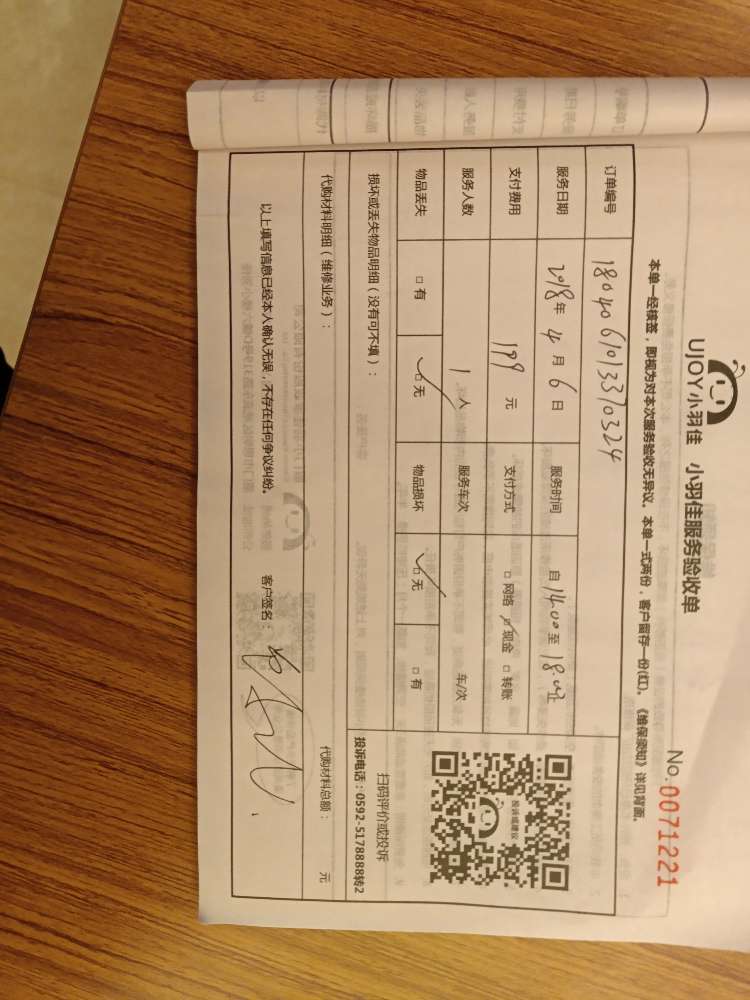 UJOY小羽佳 小羽佳服务验收单
No.0071221
本单一经核签，即视为对本次服务验收无异议。本单一式两份，客户留存一份(红)。《维保须知》详见背面。
订单编号 180406101337032４
服务日期 2018年 4月 6日 服务时间 自14.00至18.00
支付费用 199 元 支付方式 □网络 ☑现金 □转账
服务人数 1 人 服务车次 车/次
物品丢失 □有 ☑无 物品损坏 ☑无 □有
投诉或建议
扫码评价或投诉
投诉电话：0592-5178888转2
损坏或丢失物品明细（没有可不填）：
代购材料明细（维修业务）： 代购材料总额： 元
以上填写信息已经本人确认无误，不存在任何争议纠纷。 客户签名：